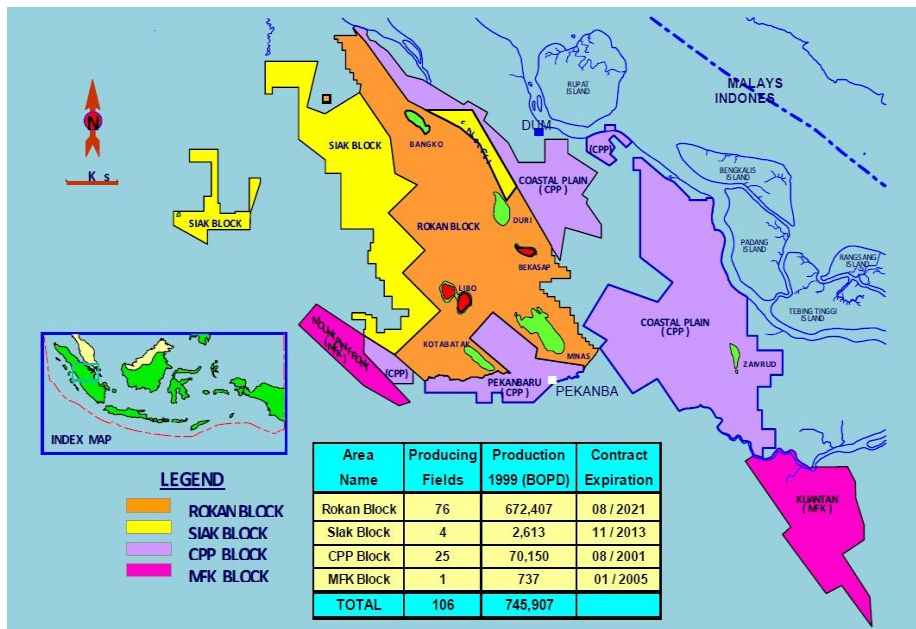 MALAYS
INDONES
RUPAT
ISLAND
N
K s
DUM
(CPP)
SIAK BLOCK
BANGKO
COASTAL PLAIN
( CPP )
BENGKALIS
ISLAND
SIAK BLOCK
ROKAN BLOCK
DURI
PADANG
ISLAND
BEKASAP
RANGSANG
ISLAND
LIBO
TEBING TINGGI
ISLAND
COASTAL PLAIN
( CPP )
(MFK)
KOTABATAK
MINAS
ZAMRUD
(CPP)
PEKANBARU
( CPP )
PEKANBA
INDEX MAP
KUANTAN
( MFK )
LEGEND
ROKAN BLOCK
SIAK BLOCK
CPP BLOCK
MFK BLOCK
Area Name Producing Fields Production 1999 (BOPD) Contract Expiration
Rokan Block 76 672,407 08 / 2021
Siak Block 4 2,613 11 / 2013
CPP Block 25 70,150 08 / 2001
MFK Block 1 737 01 / 2005
TOTAL 106 745,907